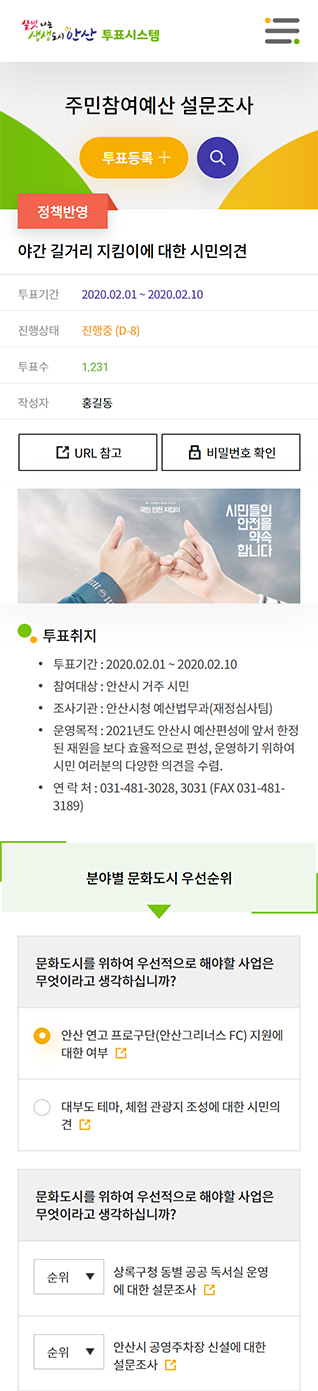 살맛나는
생생도시 안산 투표시스템
주민참여예산 설문조사
투표등록
정책반영
야간 길거리 지킴이에 대한 시민의견
투표기간 2020.02.01 ~ 2020.02.10
진행상태 진행중 (D-8)
투표수 1,231
작성자 홍길동
URL 참고 비밀번호 확인
국민 안전 지킴이
시민들의
안전을
약속
합니다
투표취지
• 투표기간 : 2020.02.01 ~ 2020.02.10
• 참여대상 : 안산시 거주 시민
• 조사기관 : 안산시청 예산법무과(재정심사팀)
• 운영목적 : 2021년도 안산시 예산편성에 앞서 한정
된 재원을 보다 효율적으로 편성, 운영하기 위하여
시민 여러분의 다양한 의견을 수렴.
• 연 락 처 : 031-481-3028, 3031 (FAX 031-481-
3189)
분야별 문화도시 우선순위
문화도시를 위하여 우선적으로 해야할 사업은
무엇이라고 생각하십니까?
안산 연고 프로구단(안산그리너스 FC) 지원에
대한 여부
대부도 테마, 체험 관광지 조성에 대한 시민의
견
문화도시를 위하여 우선적으로 해야할 사업은
무엇이라고 생각하십니까?
순위 상록구청 동별 공공 독서실 운영
에 대한 설문조사
순위 안산시 공영주차장 신설에 대한
설문조사